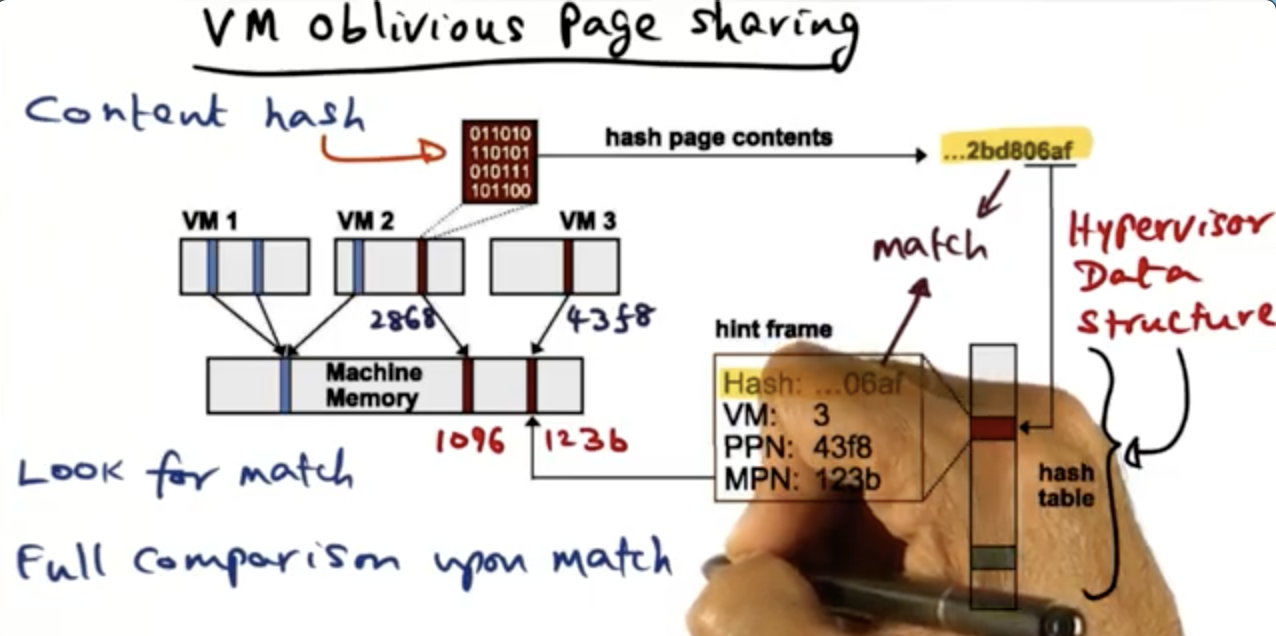 VM Oblivious Page Sharing
Content hash
011010
110101
010111
101100
hash page contents
...2bd806af
match
Hypervisor
Data
Structure
VM 1
VM 2
VM 3
2868
43f8
Machine
Memory
1096
123b
hint frame
Hash: ...06af
VM: 3
PPN: 43f8
MPN: 123b
hash
table
Look for match
Full comparison upon match